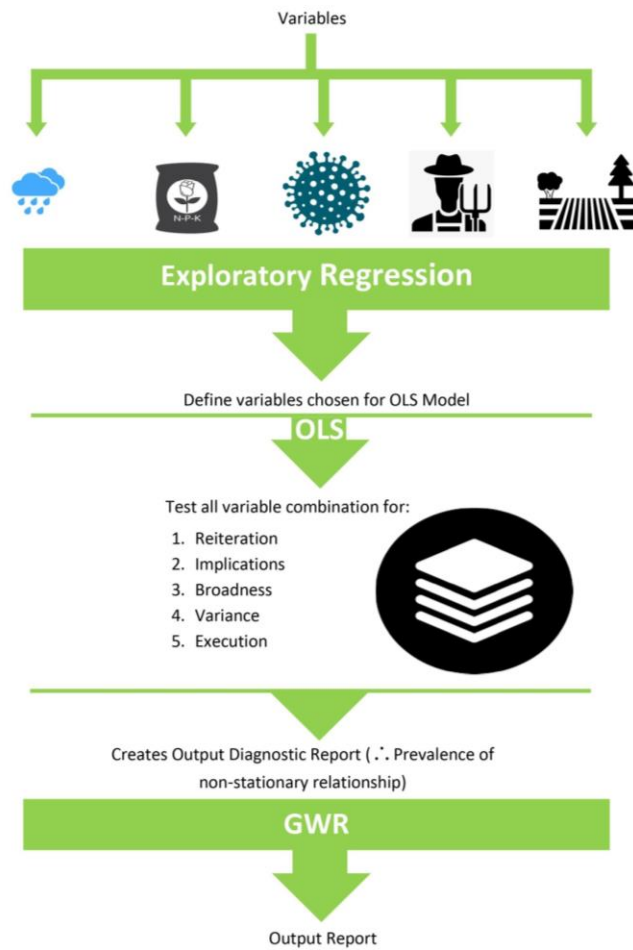 Variables
N-P-K
Exploratory Regression
Define variables chosen for OLS Model
OLS
Test all variable combination for:
1. Reiteration
2. Implications
3. Broadness
4. Variance
5. Execution
Creates Output Diagnostic Report ( ∴ Prevalence of
non-stationary relationship)
GWR
Output Report